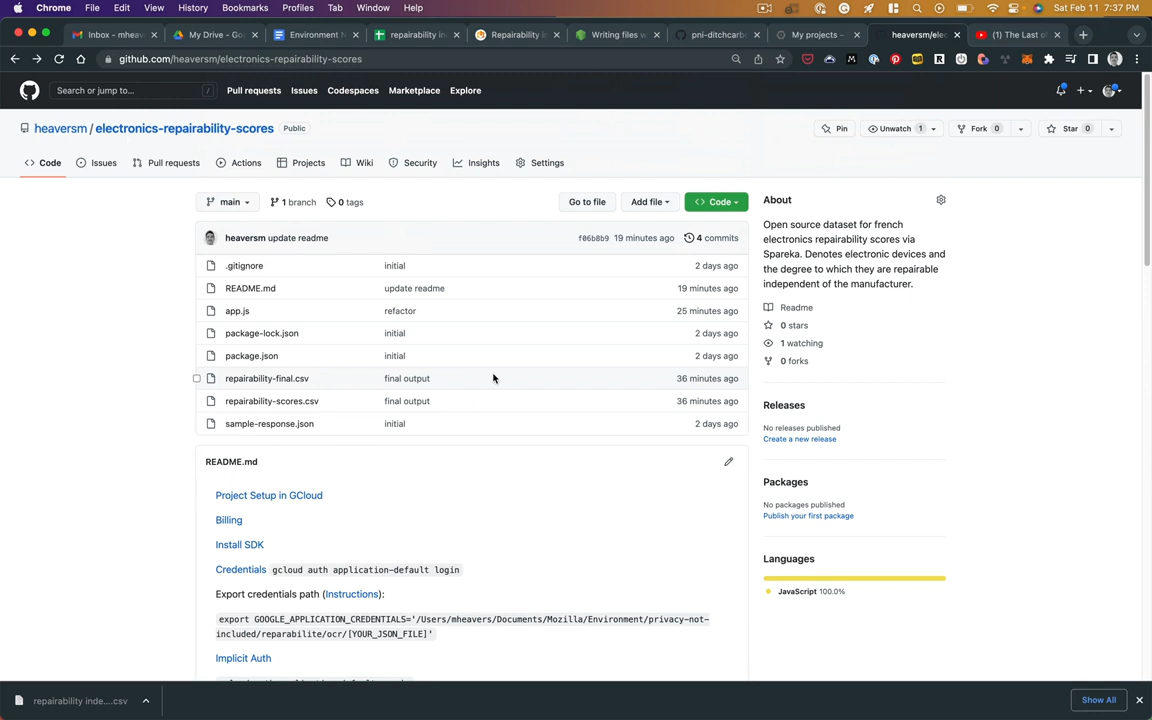 Chrome File Edit View History Bookmarks Profiles Tab Window Help Sat Feb 11 7:37 PM
Inbox - mheav My Drive - Goo Environment N repairability in Repairability in Writing files w pni-ditchcarb My projects – heaversm/elec (1) The Last of
github.com/heaversm/electronics-repairability-scores
Search or jump to... / Pull requests Issues Codespaces Marketplace Explore
heaversm / electronics-repairability-scores Public Pin Unwatch 1 Fork 0 Star 0
Code Issues Pull requests Actions Projects Wiki Security Insights Settings
main 1 branch 0 tags Go to file Add file Code
heaversm update readme f06b8b9 19 minutes ago 4 commits
.gitignore initial 2 days ago
README.md update readme 19 minutes ago
app.js refactor 25 minutes ago
package-lock.json initial 2 days ago
package.json initial 2 days ago
repairability-final.csv final output 36 minutes ago
repairability-scores.csv final output 36 minutes ago
sample-response.json initial 2 days ago
README.md
Project Setup in GCloud
Billing
Install SDK
Credentials gcloud auth application-default login
Export credentials path (Instructions):
export GOOGLE_APPLICATION_CREDENTIALS='/Users/mheavers/Documents/Mozilla/Environment/privacy-not-
included/reparabilite/ocr/[YOUR_JSON_FILE]'
Implicit Auth
About
Open source dataset for french
electronics repairability scores via
Spareka. Denotes electronic devices and
the degree to which they are repairable
independent of the manufacturer.
Readme
0 stars
1 watching
0 forks
Releases
No releases published
Create a new release
Packages
No packages published
Publish your first package
Languages
JavaScript 100.0%
repairability inde....csv Show All